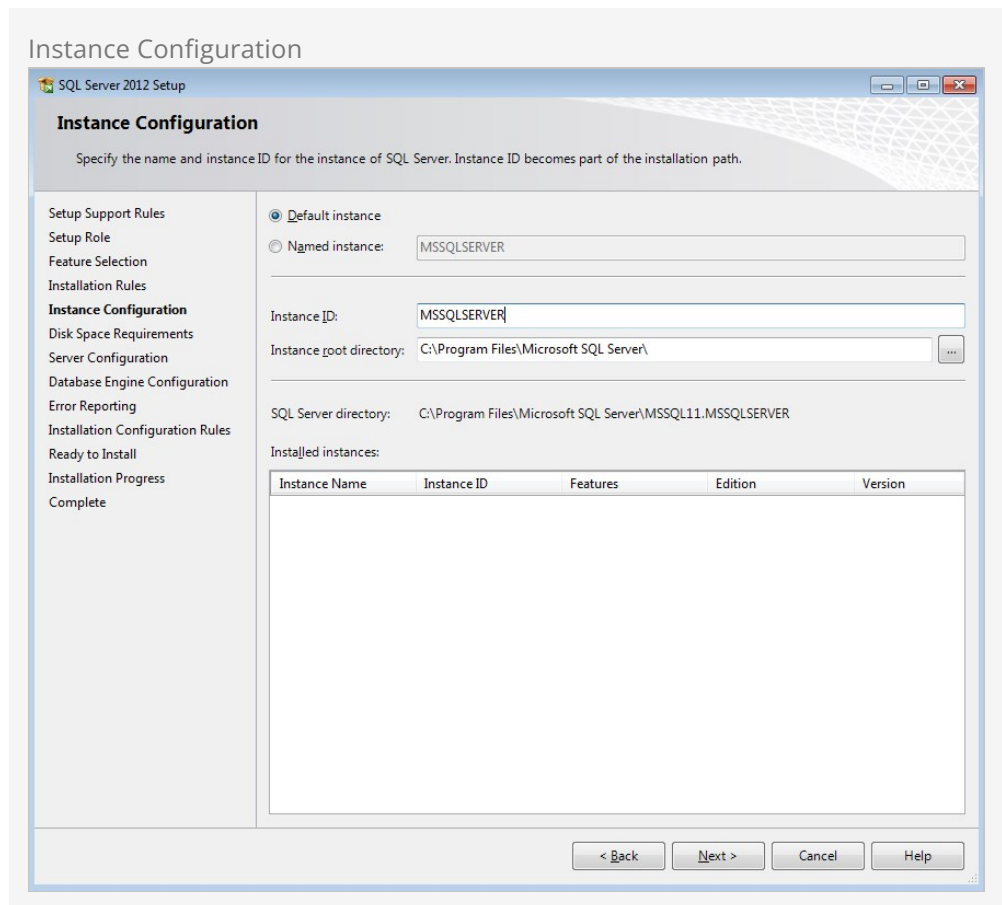 Instance Configuration
SQL Server 2012 Setup
Instance Configuration
Specify the name and instance ID for the instance of SQL Server. Instance ID becomes part of the installation path.
Setup Support Rules
Setup Role
Feature Selection
Installation Rules
Instance Configuration
Disk Space Requirements
Server Configuration
Database Engine Configuration
Error Reporting
Installation Configuration Rules
Ready to Install
Installation Progress
Complete
Default instance
Named instance: MSSQLSERVER
Instance ID: MSSQLSERVER
Instance root directory: C:\Program Files\Microsoft SQL Server\ ...
SQL Server directory: C:\Program Files\Microsoft SQL Server\MSSQL11.MSSQLSERVER
Installed instances:
Instance Name Instance ID Features Edition Version
< Back Next > Cancel Help